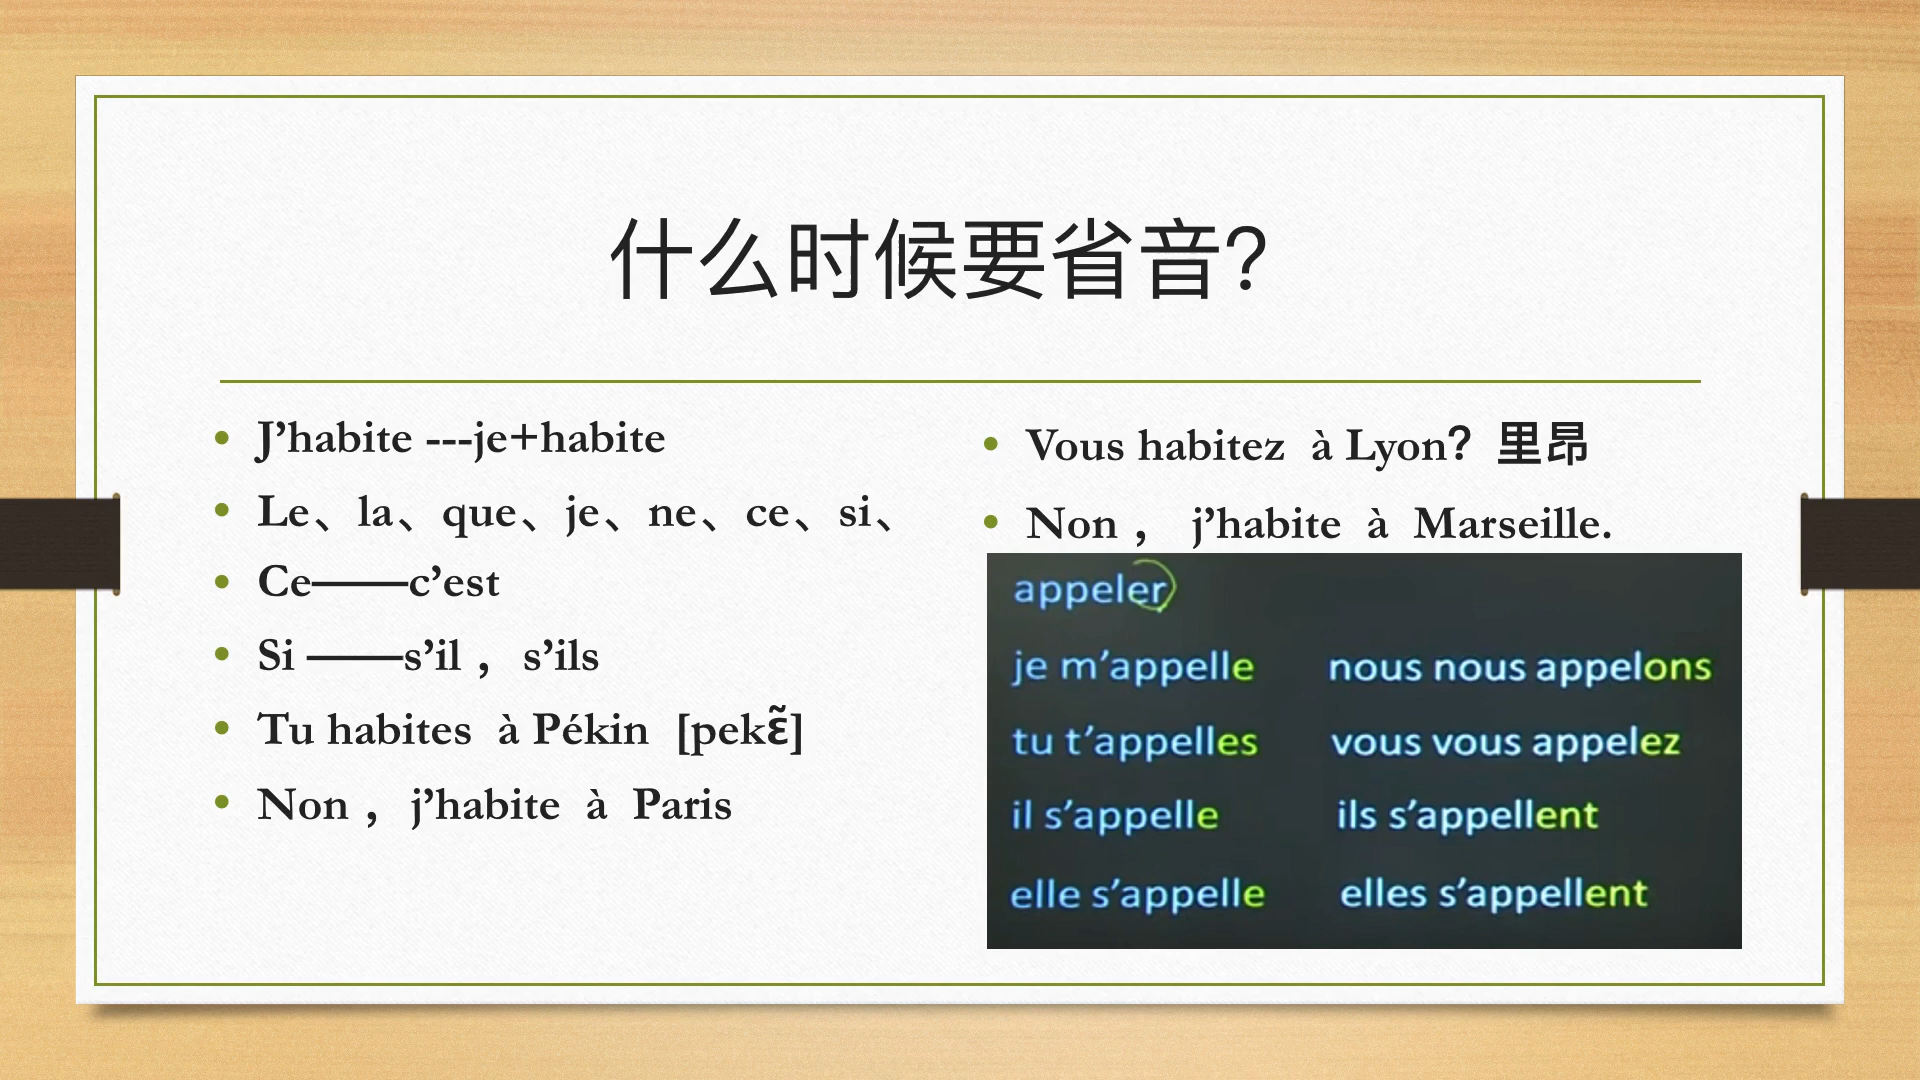 什么时候要省音?
• J’habite ---je+habite
• Le、la、que、je、ne、ce、si、
• Ce——c’est
• Si ——s’il ，s’ils
• Tu habites à Pékin [pekɛ̃]
• Non ，j’habite à Paris
• Vous habitez à Lyon? 里昂
• Non ，j’habite à Marseille.
appeler
je m’appelle nous nous appelons
tu t’appelles vous vous appelez
il s’appelle ils s’appellent
elle s’appelle elles s’appellent